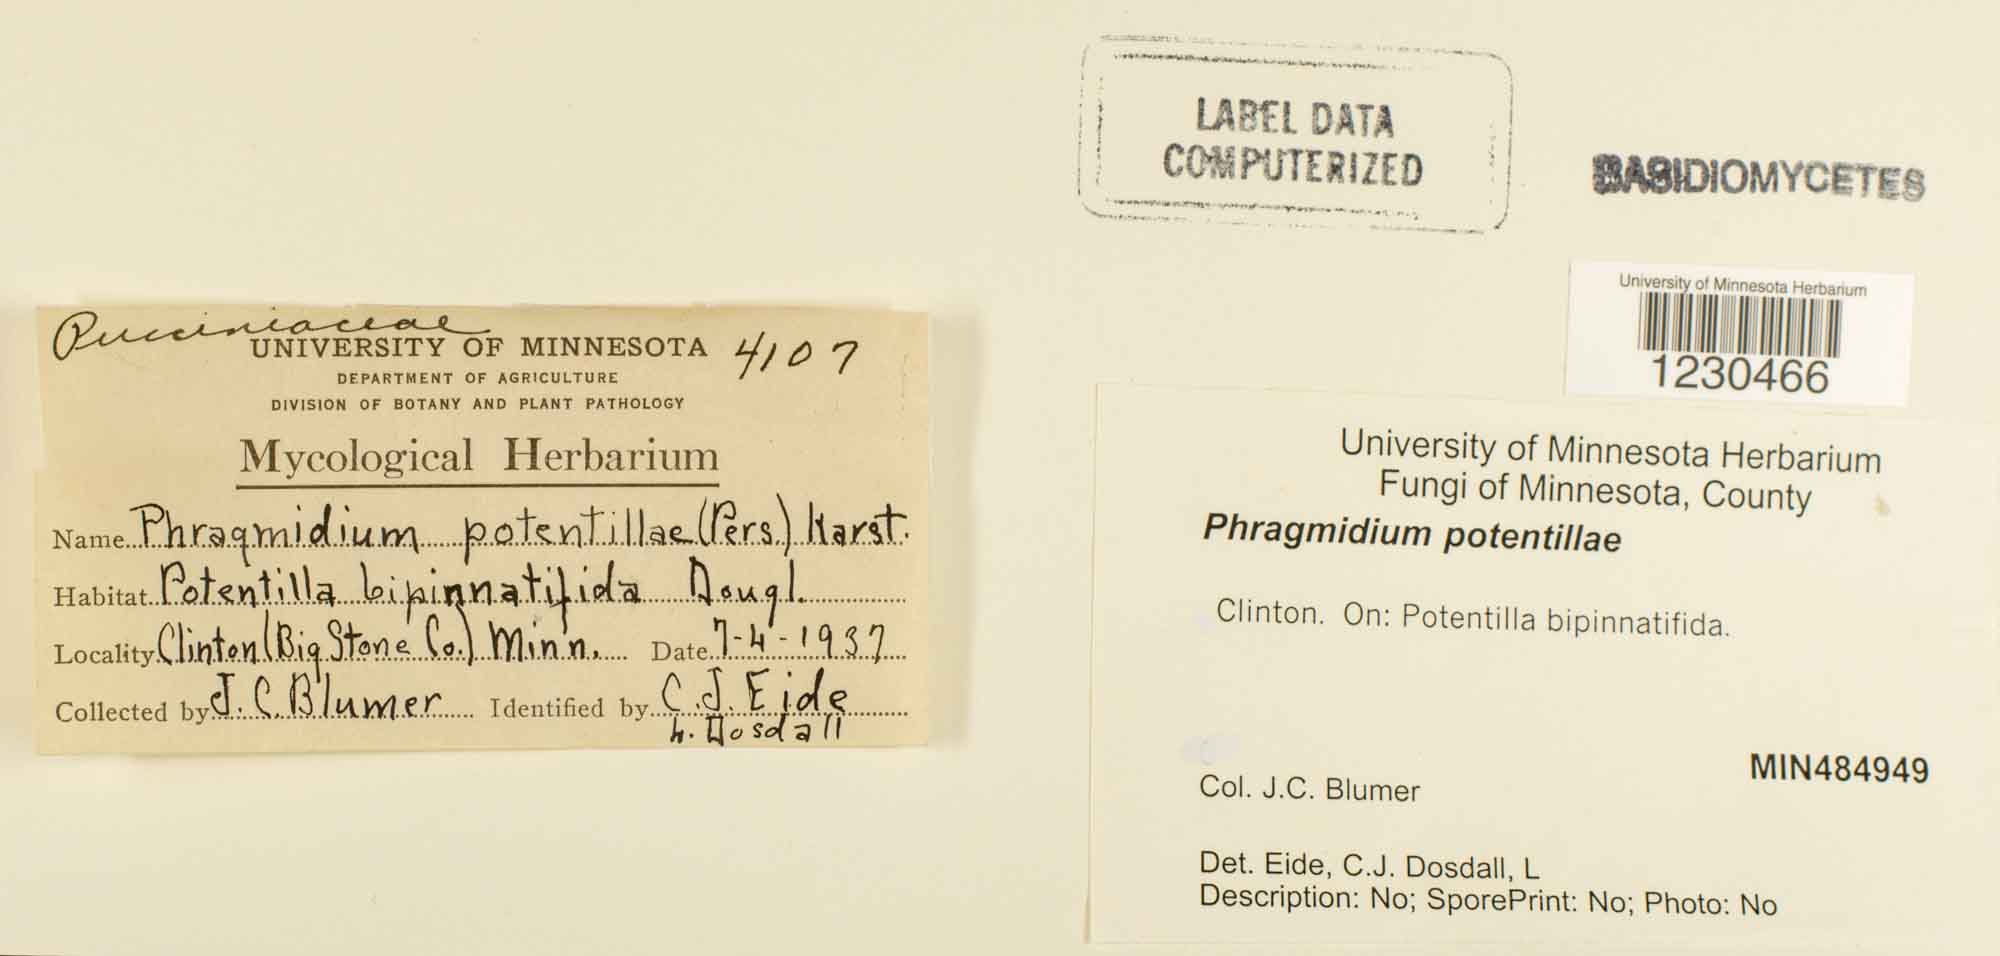 Pucciniaceae
UNIVERSITY OF MINNESOTA 4107
DEPARTMENT OF AGRICULTURE
DIVISION OF BOTANY AND PLANT PATHOLOGY
Mycological Herbarium
Name Phragmidium potentillae (Pers.) Karst.
Habitat Potentilla bipinnatifida Dougl.
Locality Clinton (Big Stone Co.) Minn. Date 7-4-1937
Collected by J. C. Blumer Identified by C. J. Eide
L. Dosdall
LABEL DATA
COMPUTERIZED
BASIDIOMYCETES
University of Minnesota Herbarium
1230466
University of Minnesota Herbarium
Fungi of Minnesota, County
Phragmidium potentillae
Clinton. On: Potentilla bipinnatifida.
MIN484949
Col. J.C. Blumer
Det. Eide, C.J. Dosdall, L
Description: No; SporePrint: No; Photo: No